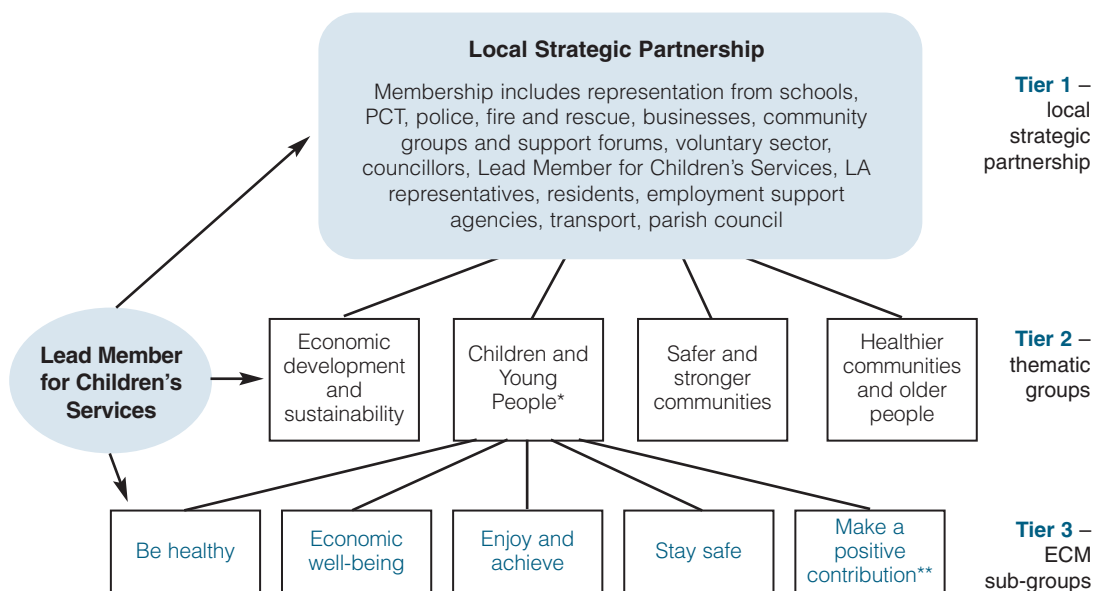 Local Strategic Partnership
Membership includes representation from schools,
PCT, police, fire and rescue, businesses, community
groups and support forums, voluntary sector,
councillors, Lead Member for Children's Services, LA
representatives, residents, employment support
agencies, transport, parish council
Tier 1 –
local
strategic
partnership
Lead Member
for Children's
Services
Economic
development
and
sustainability
Children and
Young
People*
Safer and
stronger
communities
Healthier
communities
and older
people
Tier 2 –
thematic
groups
Be healthy
Economic
well-being
Enjoy and
achieve
Stay safe
Make a
positive
contribution**
Tier 3 –
ECM
sub-groups